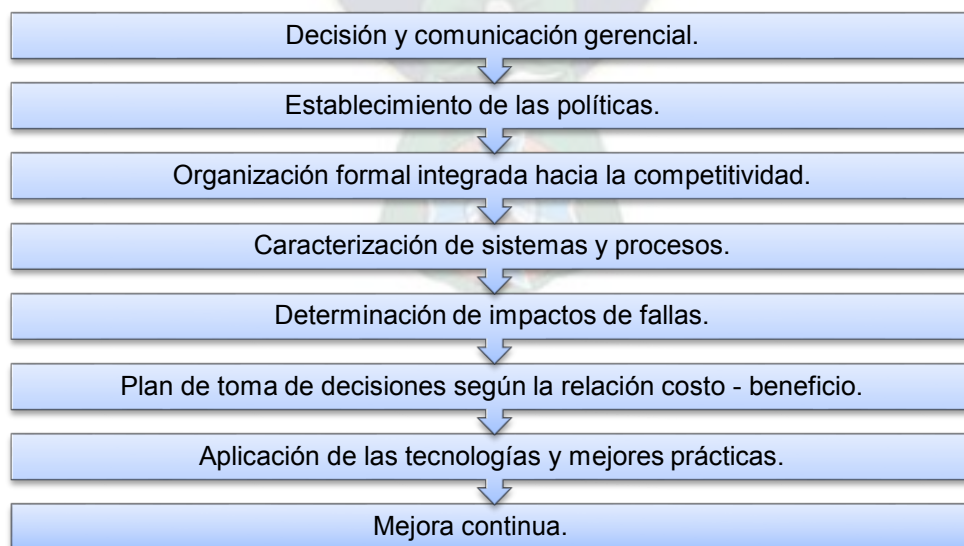 Decisión y comunicación gerencial.
Establecimiento de las políticas.
Organización formal integrada hacia la competitividad.
Caracterización de sistemas y procesos.
Determinación de impactos de fallas.
Plan de toma de decisiones según la relación costo - beneficio.
Aplicación de las tecnologías y mejores prácticas.
Mejora continua.